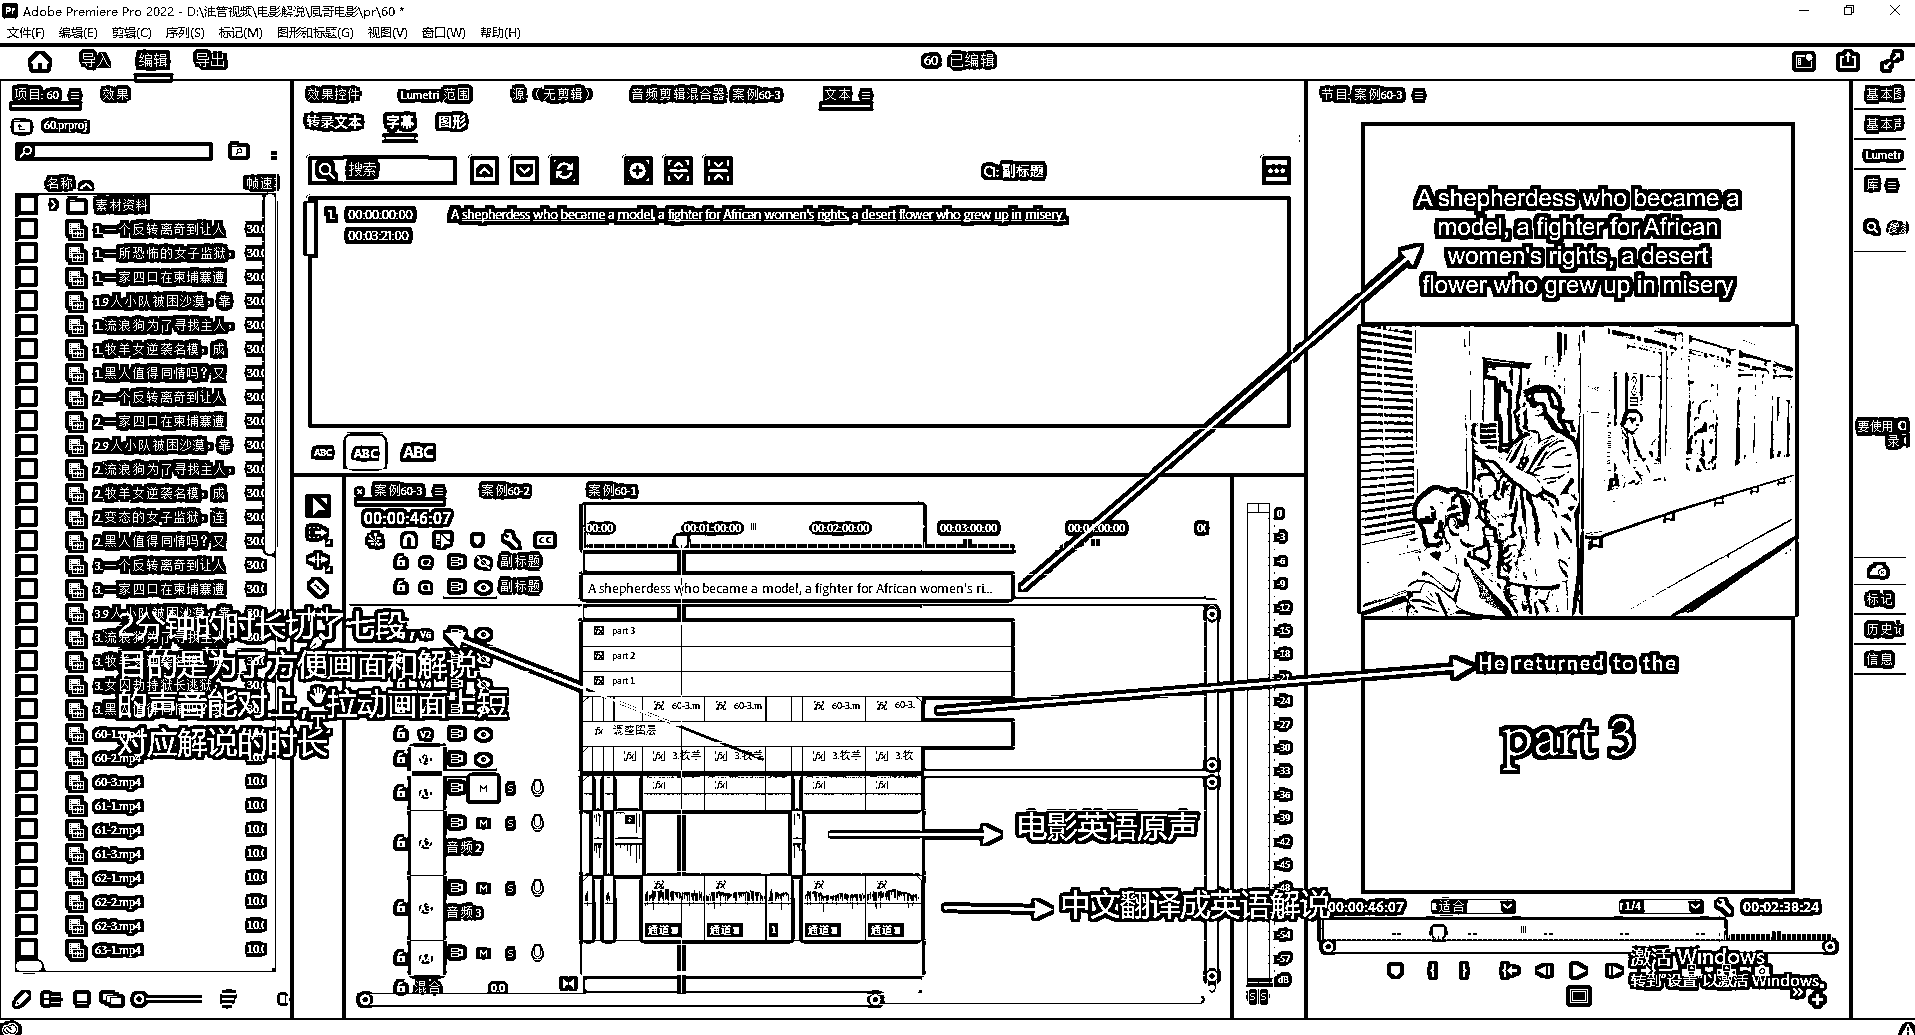 Adobe Premiere Pro 2022 - D:\油管视频\电影解说\凤哥电影\pr\60 *
文件(F) 编辑(E) 剪辑(C) 序列(S) 标记(M) 图形和标题(G) 视图(V) 窗口(W) 帮助(H)
导入 编辑 导出
60 已编辑
项目: 60 效果
60.prproj
名称 帧速
素材资料
1.一个反转离奇到让人 30.0
1.一所恐怖的女子监狱, 30.0
1.一家四口在柬埔寨遭 30.0
1.9人小队被困沙漠, 靠 30.0
1.流浪狗为了寻找主人, 30.0
1.牧羊女逆袭名模, 成 30.0
1.黑人值得同情吗? 又 30.0
2.一个反转离奇到让人 30.0
2.一家四口在柬埔寨遭 30.0
2.9人小队被困沙漠, 靠 30.0
2.流浪狗为了寻找主人, 30.0
2.牧羊女逆袭名模, 成 30.0
2.变态的女子监狱, 连 30.0
2.黑人值得同情吗? 又 30.0
3.一个反转离奇到让人 30.0
3.一家四口在柬埔寨遭 30.0
60-3.mp4 10.0
61-1.mp4 10.0
61-2.mp4 10.0
61-3.mp4 10.0
62-1.mp4 10.0
62-2.mp4 10.0
62-3.mp4 10.0
63-1.mp4 10.0
效果控件 Lumetri 范围 源: (无剪辑) 音频剪辑混合器: 案例60-3 文本
转录文本 字幕 图形
搜索
C1: 副标题
1 00:00:00:00 A shepherdess who became a model, a fighter for African women's rights, a desert flower who grew up in misery.
00:03:21:00
ABC ABC ABC
案例60-3 案例60-2 案例60-1
00:00:46:07
:00:00 00:01:00:00 00:02:00:00 00:03:00:00 00:04:00:00 00
C2 副标题
C1 副标题
A shepherdess who became a model, a fighter for African women's ri...
2分钟的时长切了七段,
目的是为了方便画面和解说
的声音能对上, 拉动画面上短
对应解说的时长
V6
part 3
part 2
part 1
fx 60-3.m fx 60-3.m fx 60-3.m fx 60-3.
V2
fx 调整图层
fx fx 3.牧羊 fx 3.牧羊 fx 3.牧羊 fx 3.牧
M S
M S
音频 2
M S
音频 3
通道 通道 1 通道 通道
M S
混合 0.0
电影英语原声
中文翻译成英语解说
0
-3
-6
-9
-12
-15
-18
-21
-24
-27
-30
-33
-36
-39
-42
-45
-48
-54
-57
dB
S S
节目: 案例60-3
A shepherdess who became a
model, a fighter for African
women's rights, a desert
flower who grew up in misery
He returned to the
part 3
00:00:46:07 适合 1/4 00:02:38:24
激活 Windows
转到"设置"以激活 Windows。
基本图
基本声
Lumetr
库
要使用 C
录
标记
历史记
信息